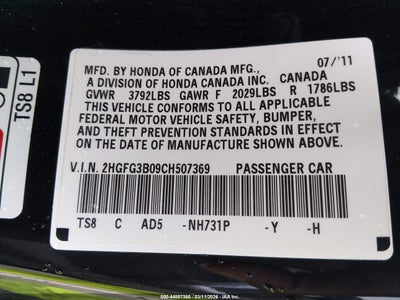 TS8 L1
07/'11
MFD. BY HONDA OF CANADA MFG.,
A DIVISION OF HONDA CANADA INC. CANADA
GVWR 3792LBS GAWR F 2029LBS R 1786LBS
THIS VEHICLE CONFORMS TO ALL APPLICABLE
FEDERAL MOTOR VEHICLE SAFETY, BUMPER,
AND THEFT PREVENTION STANDARDS IN EFFECT
ON THE DATE OF MANUFACTURE SHOWN ABOVE.
V.I.N. 2HGFG3B09CH507369 PASSENGER CAR
TS8 C AD5 -NH731P -Y -H
000-44557360 - 03/11/2026 - IAA Inc.